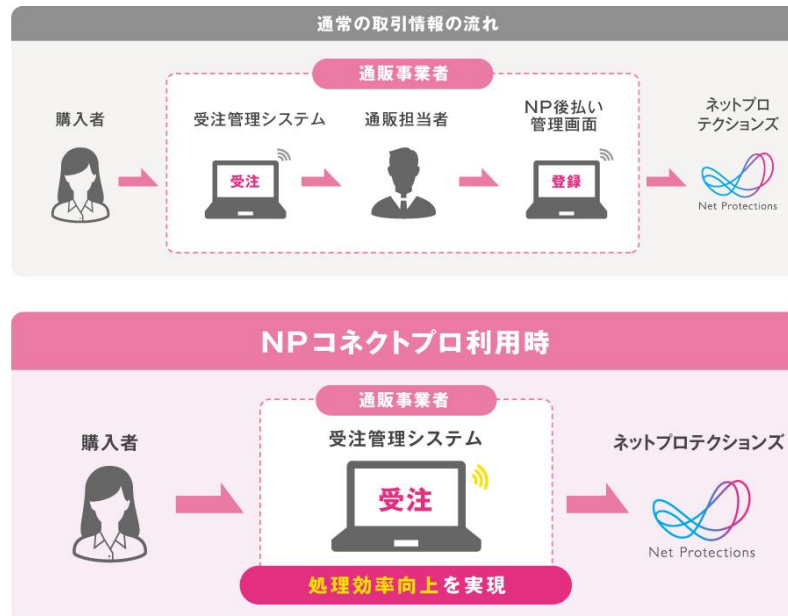 通常の取引情報の流れ
通販事業者
購入者
受注管理システム
通販担当者
NP後払い
管理画面
ネットプロ
テクションズ
受注
登録
Net Protections
NPコネクトプロ利用時
通販事業者
購入者
受注管理システム
ネットプロテクションズ
受注
Net Protections
処理効率向上を実現